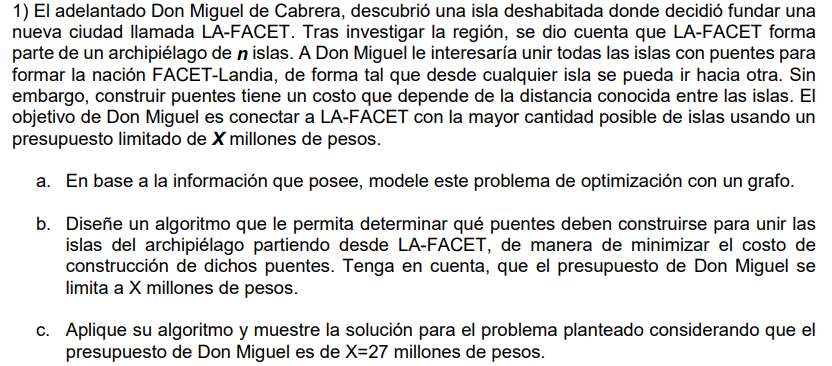 1) El adelantado Don Miguel de Cabrera, descubrió una isla deshabitada donde decidió fundar una
nueva ciudad llamada LA-FACET. Tras investigar la región, se dio cuenta que LA-FACET forma
parte de un archipiélago de n islas. A Don Miguel le interesaría unir todas las islas con puentes para
formar la nación FACET-Landia, de forma tal que desde cualquier isla se pueda ir hacia otra. Sin
embargo, construir puentes tiene un costo que depende de la distancia conocida entre las islas. El
objetivo de Don Miguel es conectar a LA-FACET con la mayor cantidad posible de islas usando un
presupuesto limitado de X millones de pesos.
a. En base a la información que posee, modele este problema de optimización con un grafo.
b. Diseñe un algoritmo que le permita determinar qué puentes deben construirse para unir las
islas del archipiélago partiendo desde LA-FACET, de manera de minimizar el costo de
construcción de dichos puentes. Tenga en cuenta, que el presupuesto de Don Miguel se
limita a X millones de pesos.
c. Aplique su algoritmo y muestre la solución para el problema planteado considerando que el
presupuesto de Don Miguel es de X=27 millones de pesos.